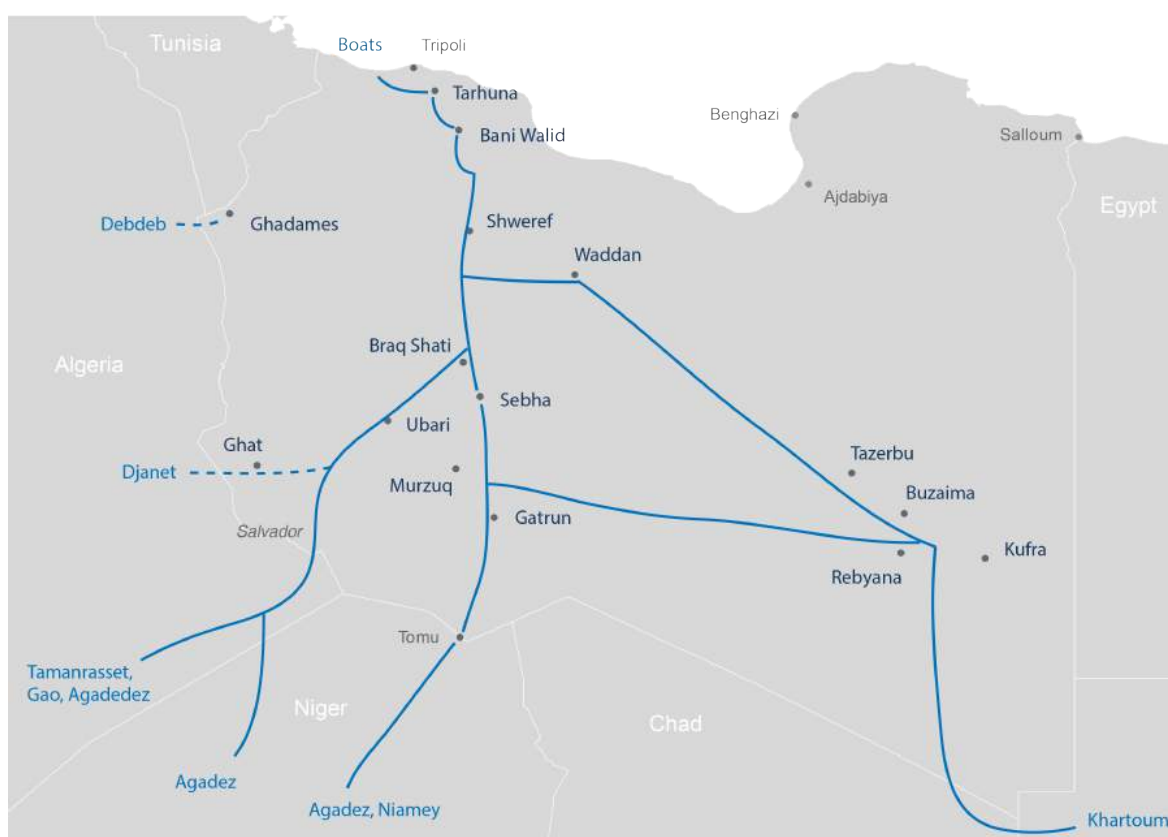 Tunisia
Boats
Tripoli
Tarhuna
Benghazi
Bani Walid
Salloum
Ajdabiya
Egypt
Debdeb
Ghadames
Shweref
Waddan
Algeria
Braq Shati
Sebha
Ubari
Ghat
Djanet
Murzuq
Tazerbu
Buzaima
Gatrun
Salvador
Kufra
Rebyana
Tomu
Tamanrasset,
Gao, Agadedez
Niger
Chad
Agadez
Agadez, Niamey
Khartoum